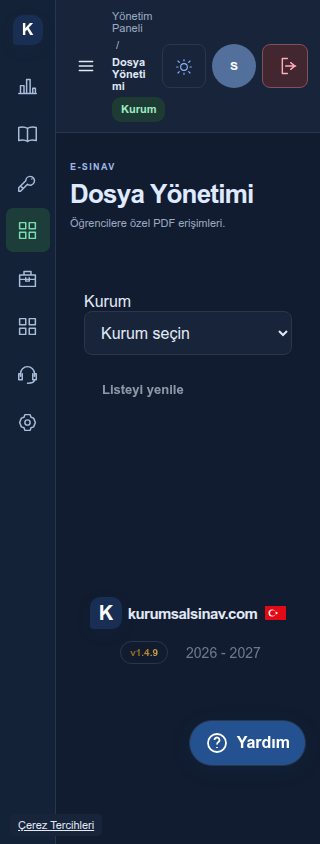 K
Yönetim
Paneli
/
Dosya
Yöneti
mi
Kurum
S
E-SINAV
Dosya Yönetimi
Öğrencilere özel PDF erişimleri.
Kurum
Kurum seçin
Listeyi yenile
K kurumsalsinav.com
v1.4.9 2026 - 2027
Yardım
Çerez Tercihleri